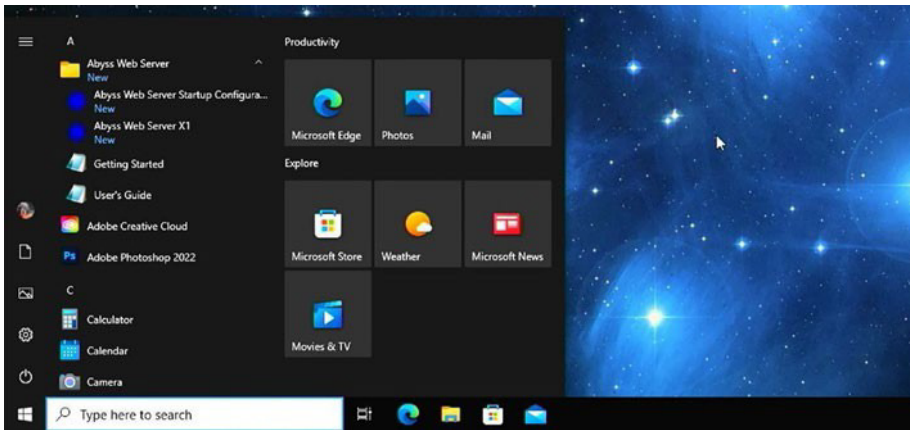 A
Abyss Web Server
New
Abyss Web Server Startup Configura...
New
Abyss Web Server X1
New
Getting Started
User's Guide
Adobe Creative Cloud
Ps Adobe Photoshop 2022
C
Calculator
Calendar
Camera
Productivity
Microsoft Edge Photos Mail
Explore
Microsoft Store Weather Microsoft News
Movies & TV
Type here to search